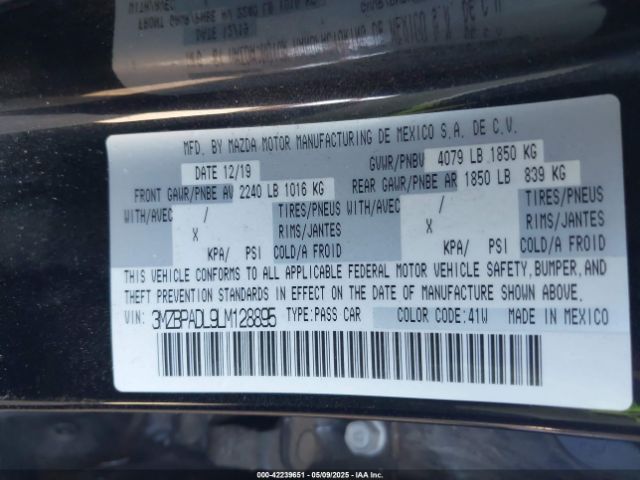 MFD. BY MAZDA MOTOR MANUFACTURING DE MEXICO S.A. DE C.V.
DATE 12/19 GVWR/PNBV 4079 LB 1850 KG
FRONT GAWR/PNBE AV 2240 LB 1016 KG REAR GAWR/PNBE AR 1850 LB 839 KG
WITH/AVEC / TIRES/PNEUS WITH/AVEC / TIRES/PNEUS
X RIMS/JANTES X RIMS/JANTES
KPA/ PSI COLD/A FROID KPA/ PSI COLD/A FROID
THIS VEHICLE CONFORMS TO ALL APPLICABLE FEDERAL MOTOR VEHICLE SAFETY, BUMPER, AND
THEFT PREVENTION STANDARDS IN EFFECT ON THE DATE OF MANUFACTURE SHOWN ABOVE.
VIN: 3MZBPADL9LM128895 TYPE: PASS CAR COLOR CODE: 41W MADE IN MEXICO
000-42239651 - 05/09/2025 - IAAI.COM